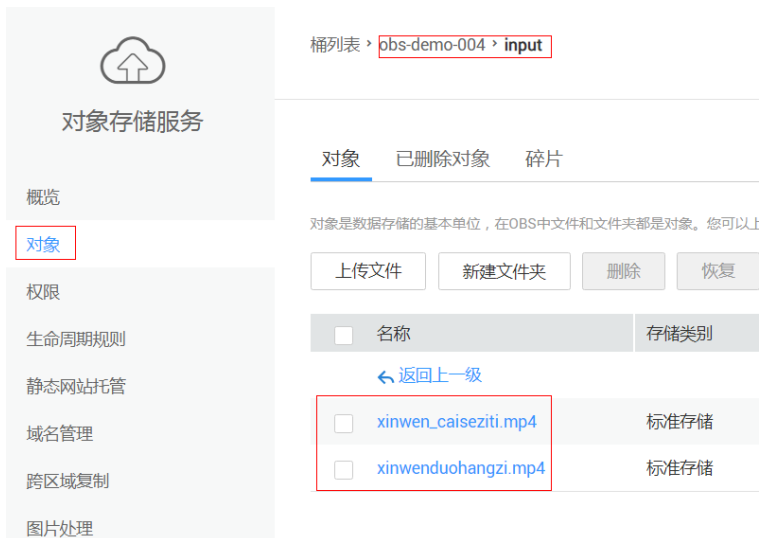 对象存储服务
概览
对象
权限
生命周期规则
静态网站托管
域名管理
跨区域复制
图片处理
桶列表 › obs-demo-004 › input
对象 已删除对象 碎片
对象是数据存储的基本单位，在OBS中文件和文件夹都是对象。您可以上
上传文件 新建文件夹 删除 恢复
名称 存储类别
返回上一级
xinwen_caiseziti.mp4 标准存储
xinwenduohangzi.mp4 标准存储